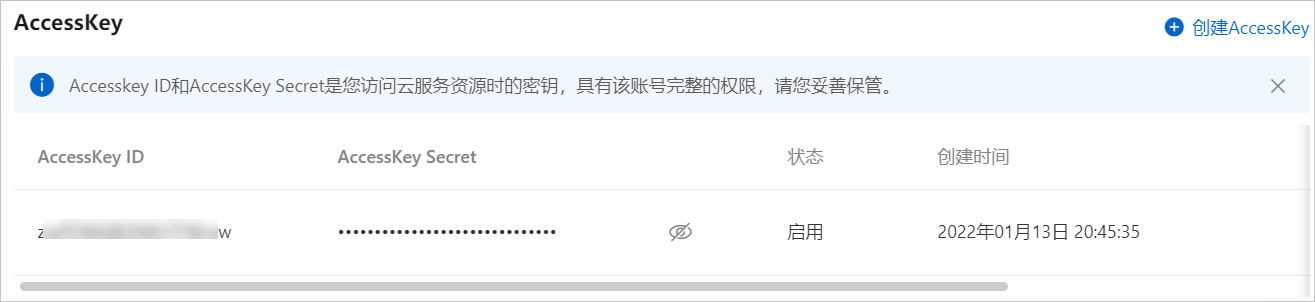 AccessKey
创建AccessKey
Accesskey ID和AccessKey Secret是您访问云服务资源时的密钥，具有该账号完整的权限，请您妥善保管。
AccessKey ID AccessKey Secret 状态 创建时间
z w •••••••••••••••••••••••••••••• 启用 2022年01月13日 20:45:35